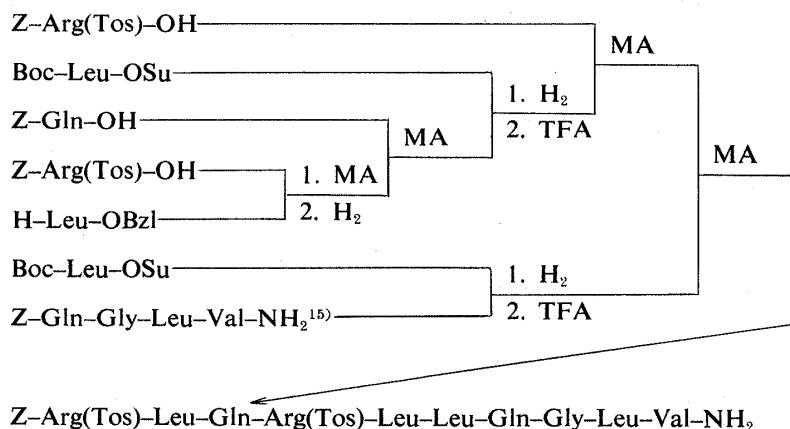 Z–Arg(Tos)–OH
MA
Boc–Leu–OSu
1. H₂
2. TFA
Z–Gln–OH
MA
MA
Z–Arg(Tos)–OH
1. MA
2. H₂
H–Leu–OBzl
Boc–Leu–OSu
1. H₂
2. TFA
Z–Gln–Gly–Leu–Val–NH₂¹⁵⁾
Z–Arg(Tos)–Leu–Gln–Arg(Tos)–Leu–Leu–Gln–Gly–Leu–Val–NH₂